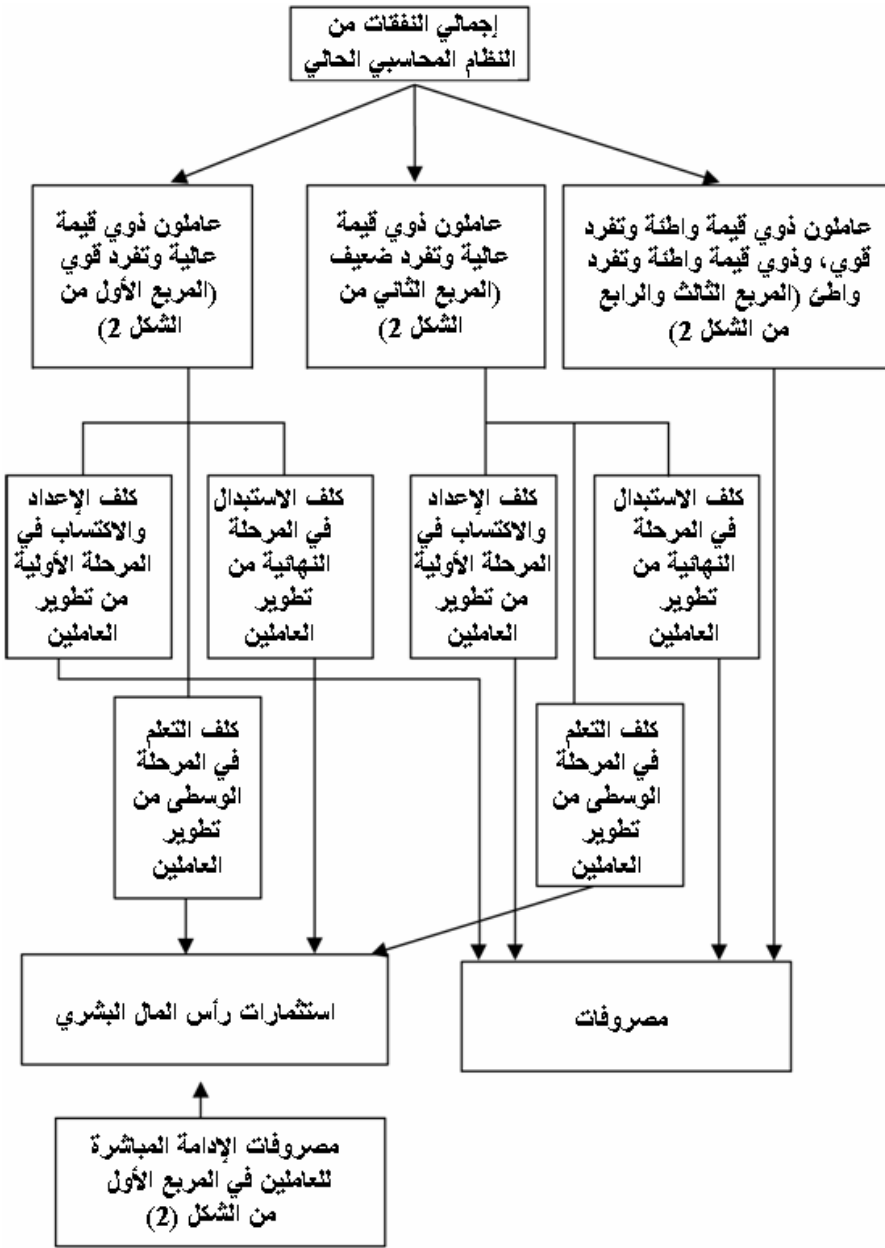 إجمالي النفقات من
النظام المحاسبي الحالي
عاملون ذوي قيمة واطئة وتفرد
قوي، وذوي قيمة واطئة وتفرد
واطئ (المربع الثالث والرابع
من الشكل 2)
عاملون ذوي قيمة
عالية وتفرد ضعيف
(المربع الثاني من
الشكل 2)
عاملون ذوي قيمة
عالية وتفرد قوي
(المربع الأول من
الشكل 2)
كلف الاستبدال
في المرحلة
النهائية من
تطوير
العاملين
كلف الإعداد
والاكتساب في
المرحلة الأولية
من تطوير
العاملين
كلف الاستبدال
في المرحلة
النهائية من
تطوير
العاملين
كلف الإعداد
والاكتساب في
المرحلة الأولية
من تطوير
العاملين
كلف التعلم
في المرحلة
الوسطى من
تطوير
العاملين
كلف التعلم
في المرحلة
الوسطى من
تطوير
العاملين
مصروفات
استثمارات رأس المال البشري
مصروفات الإدامة المباشرة
للعاملين في المربع الأول
من الشكل (2)